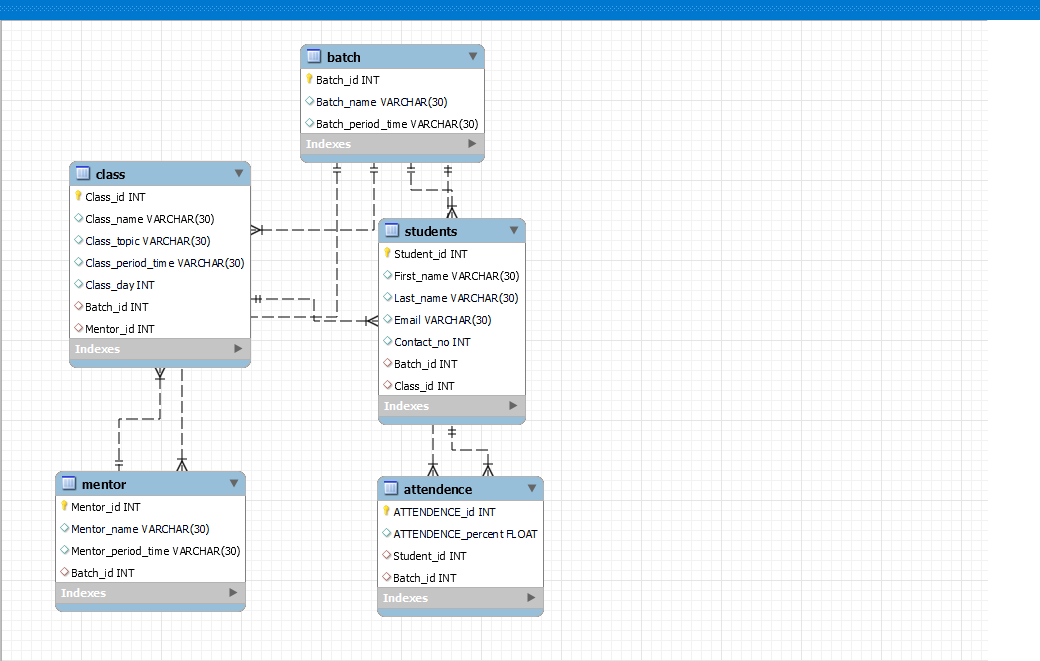 batch
Batch_id INT
Batch_name VARCHAR(30)
Batch_period_time VARCHAR(30)
Indexes
class
Class_id INT
Class_name VARCHAR(30)
Class_topic VARCHAR(30)
Class_period_time VARCHAR(30)
Class_day INT
Batch_id INT
Mentor_id INT
Indexes
students
Student_id INT
First_name VARCHAR(30)
Last_name VARCHAR(30)
Email VARCHAR(30)
Contact_no INT
Batch_id INT
Class_id INT
Indexes
mentor
Mentor_id INT
Mentor_name VARCHAR(30)
Mentor_period_time VARCHAR(30)
Batch_id INT
Indexes
attendence
ATTENDENCE_id INT
ATTENDENCE_percent FLOAT
Student_id INT
Batch_id INT
Indexes